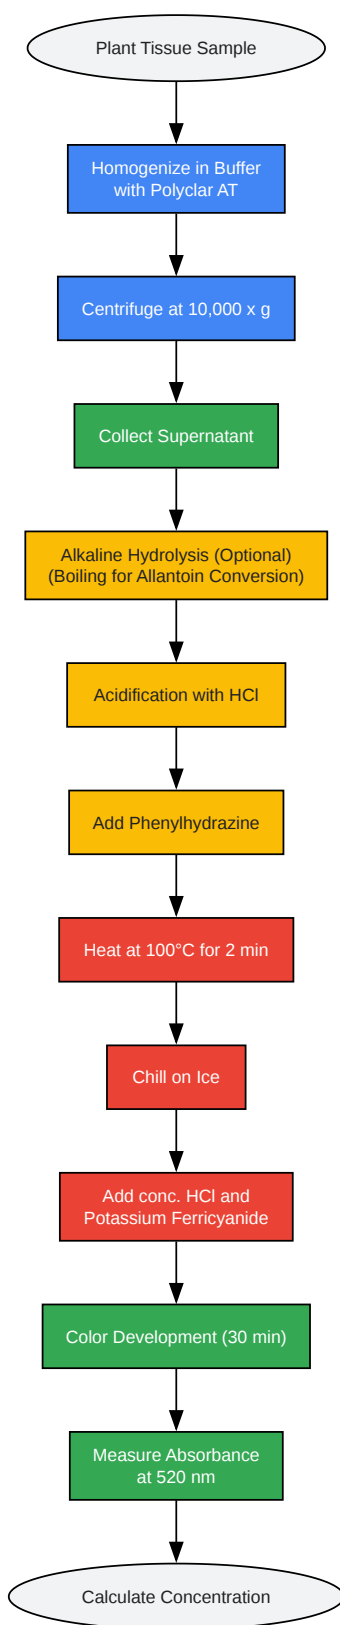 Plant Tissue Sample
Homogenize in Buffer
with Polyclar AT
Centrifuge at 10,000 x g
Collect Supernatant
Alkaline Hydrolysis (Optional)
(Boiling for Allantoin Conversion)
Acidification with HCl
Add Phenylhydrazine
Heat at 100°C for 2 min
Chill on Ice
Add conc. HCl and
Potassium Ferricyanide
Color Development (30 min)
Measure Absorbance
at 520 nm
Calculate Concentration